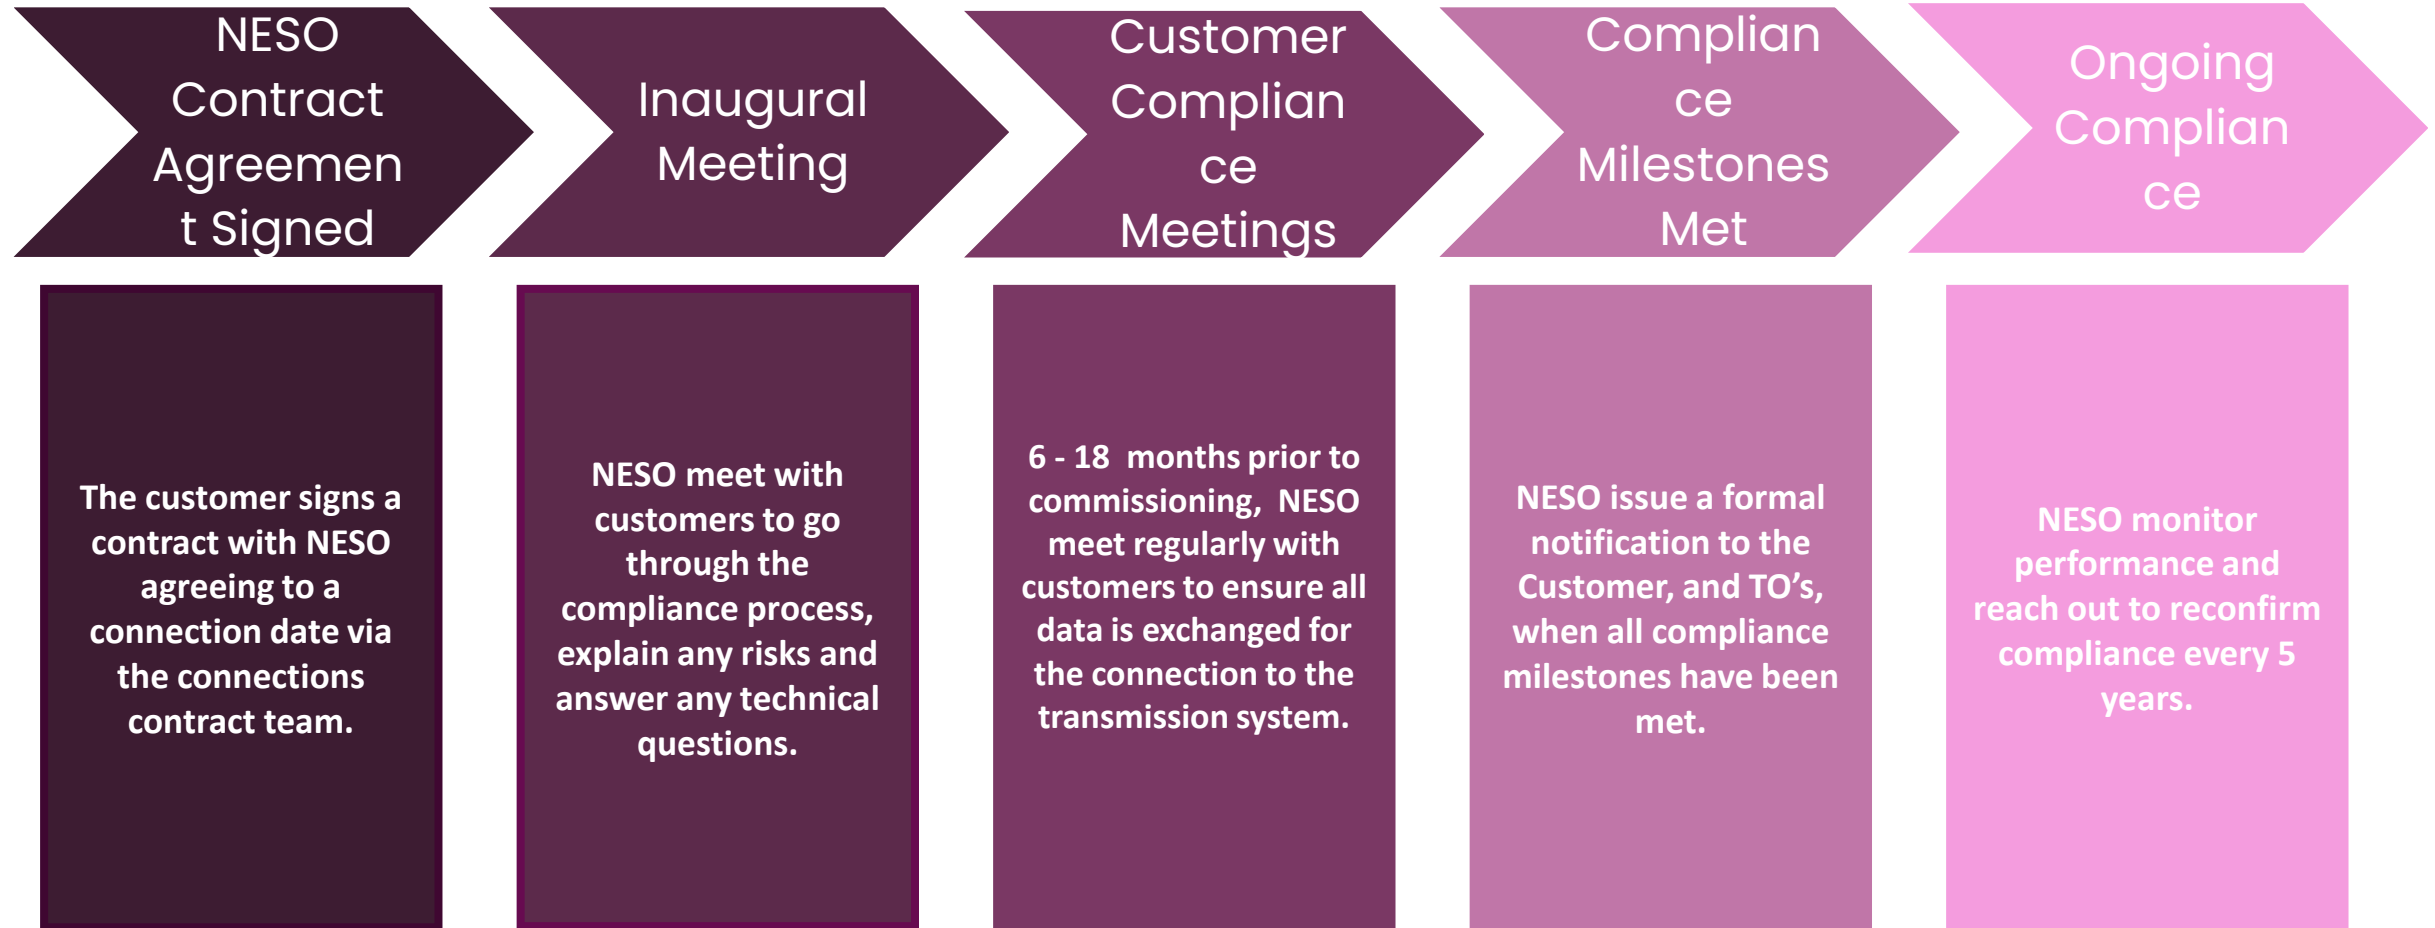 NESO
Contract
Agreemen
t Signed
Inaugural
Meeting
Customer
Complian
ce
Meetings
Complian
ce
Milestones
Met
Ongoing
Complian
ce
The customer signs a
contract with NESO
agreeing to a
connection date via
the connections
contract team.
NESO meet with
customers to go
through the
compliance process,
explain any risks and
answer any technical
questions.
6 - 18  months prior to
commissioning,  NESO
meet regularly with
customers to ensure all
data is exchanged for
the connection to the
transmission system.
NESO issue a formal
notification to the
Customer, and TO’s,
when all compliance
milestones have been
met.
NESO monitor
performance and
reach out to reconfirm
compliance every 5
years.